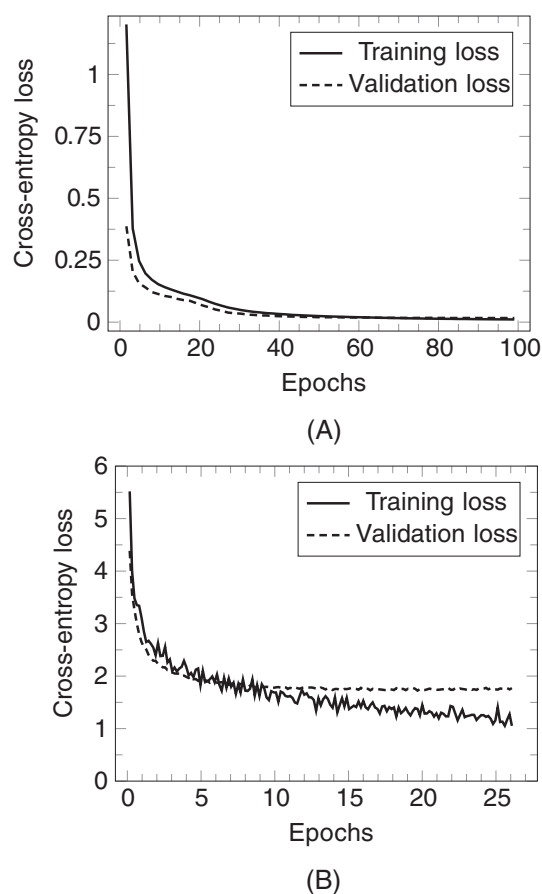 Training loss
Validation loss
Cross-entropy loss
1
0.75
0.5
0.25
0
0 20 40 60 80 100
Epochs
(A)
Training loss
Validation loss
Cross-entropy loss
6
5
4
3
2
1
0
0 5 10 15 20 25
Epochs
(B)